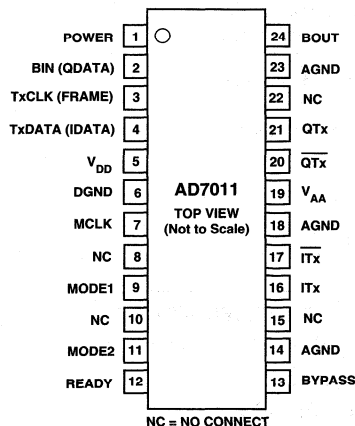 POWER 1 24 BOUT
BIN (QDATA) 2 23 AGND
TxCLK (FRAME) 3 22 NC
TxDATA (IDATA) 4 21 QTx
VDD 5 20 Q̅T̅x̅
DGND 6 AD7011 19 VAA
TOP VIEW
MCLK 7 (Not to Scale) 18 AGND
NC 8 17 I̅T̅x̅
MODE1 9 16 ITx
NC 10 15 NC
MODE2 11 14 AGND
READY 12 13 BYPASS
NC = NO CONNECT